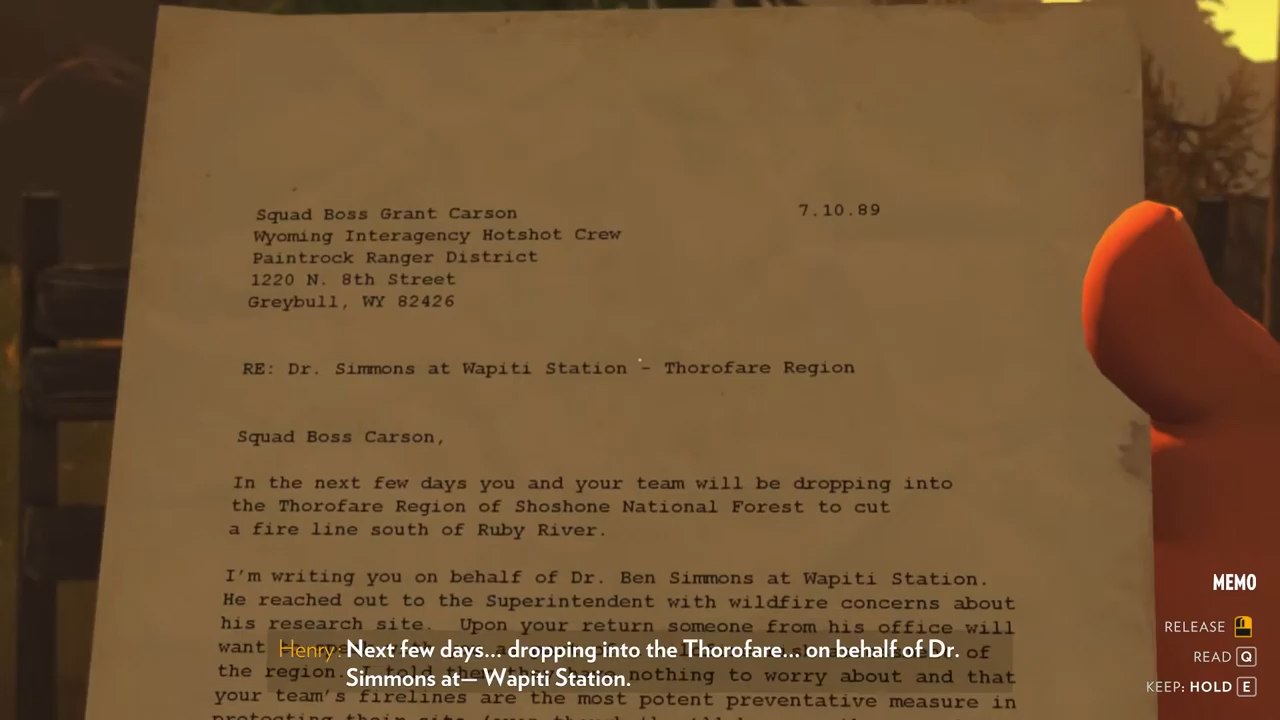 Squad Boss Grant Carson 7.10.89
Wyoming Interagency Hotshot Crew
Paintrock Ranger District
1220 N. 8th Street
Greybull, WY 82426
RE: Dr. Simmons at Wapiti Station - Thorofare Region
Squad Boss Carson,
In the next few days you and your team will be dropping into
the Thorofare Region of Shoshone National Forest to cut
a fire line south of Ruby River.
I'm writing you on behalf of Dr. Ben Simmons at Wapiti Station.
He reached out to the Superintendent with wildfire concerns about
his research site. Upon your return someone from his office will
want of
the region. I told nothing to worry about and that
your team's firelines are the most potent preventative measure in
protecting their site
Henry: Next few days... dropping into the Thorofare... on behalf of Dr.
Simmons at— Wapiti Station.
MEMO
RELEASE
READ Q
KEEP: HOLD E